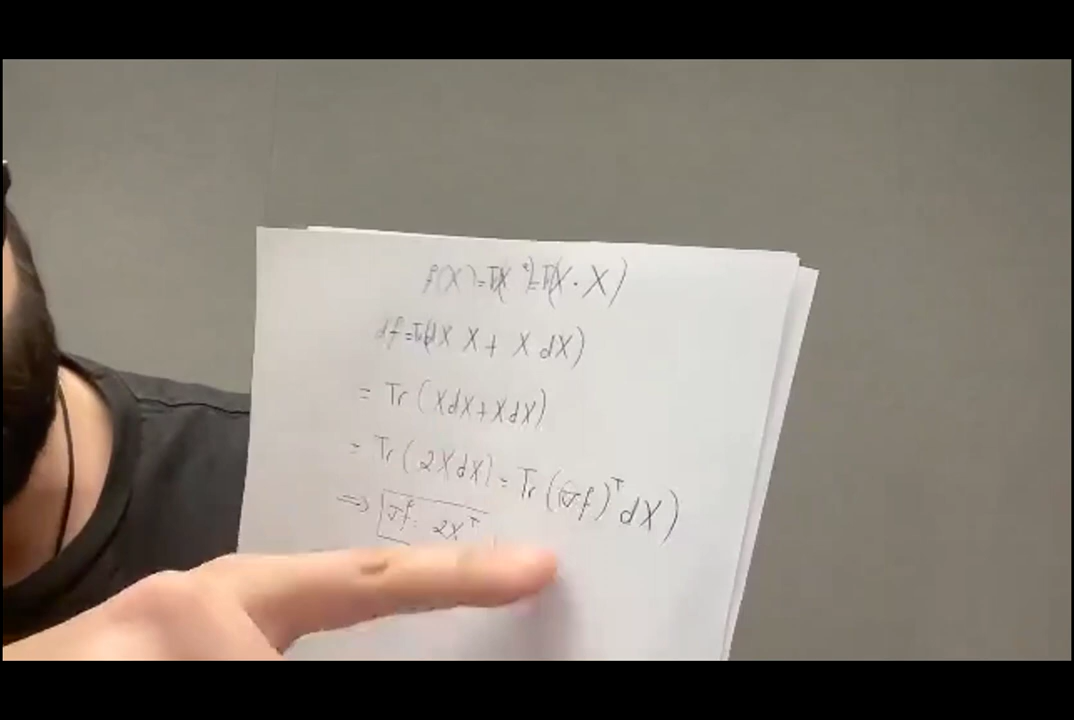 f(X)=Tr(X²)=Tr(X·X)
df=Tr(dX X + X dX)
= Tr (XdX+XdX)
= Tr (2XdX) = Tr ((∇f)ᵀ dX)
⇒ ∇f = 2Xᵀ